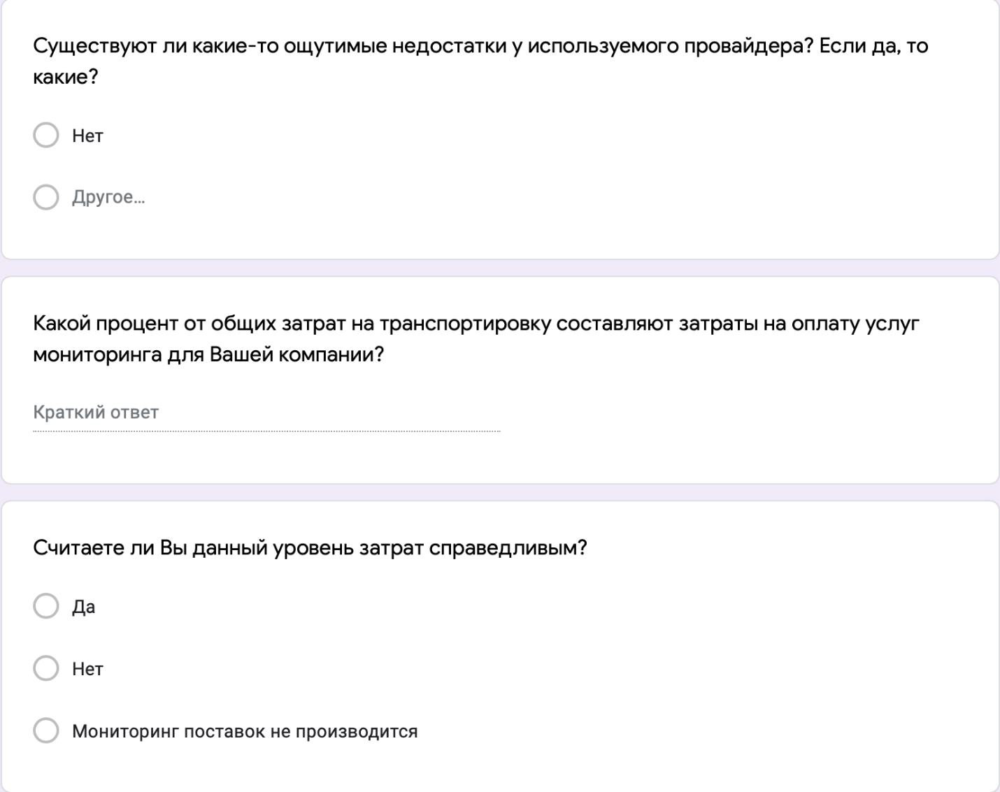 Существуют ли какие-то ощутимые недостатки у используемого провайдера? Если да, то
какие?
Нет
Другое...
Какой процент от общих затрат на транспортировку составляют затраты на оплату услуг
мониторинга для Вашей компании?
Краткий ответ
Считаете ли Вы данный уровень затрат справедливым?
Да
Нет
Мониторинг поставок не производится